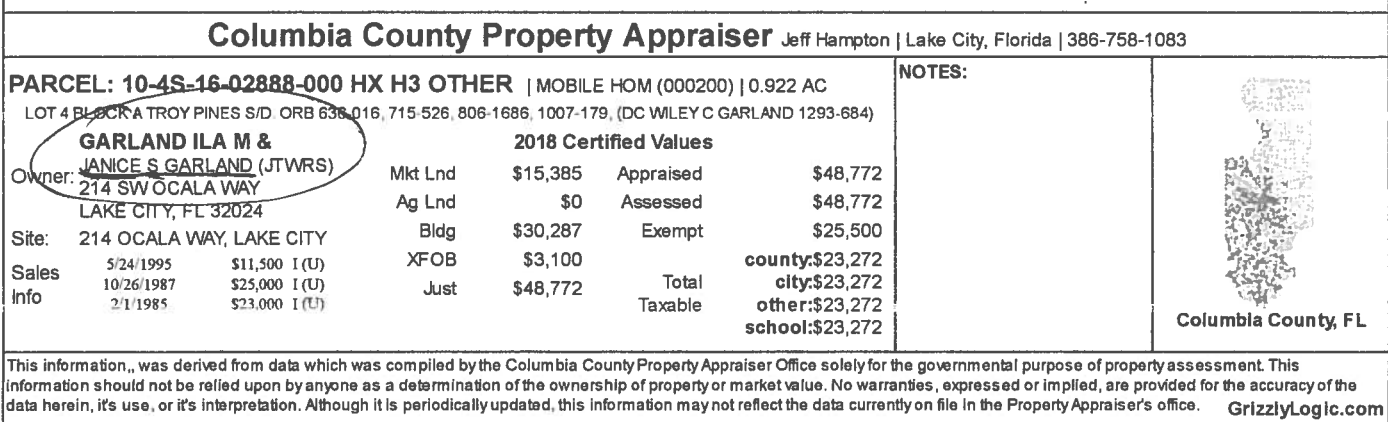 Columbia County Property Appraiser Jeff Hampton | Lake City, Florida | 386-758-1083
PARCEL: 10-4S-16-02888-000 HX H3 OTHER | MOBILE HOM (000200) | 0.922 AC
LOT 4 BLOCK A TROY PINES S/D. ORB 636-016, 715-526, 806-1686, 1007-179, (DC WILEY C GARLAND 1293-684)
Owner: GARLAND ILA M &
JANICE S GARLAND (JTWRS)
214 SW OCALA WAY
LAKE CITY, FL 32024
Site: 214 OCALA WAY, LAKE CITY
Sales Info
5/24/1995 $11,500 I (U)
10/26/1987 $25,000 I (U)
2/1/1985 $23,000 I (U)
2018 Certified Values
Mkt Lnd $15,385 Appraised $48,772
Ag Lnd $0 Assessed $48,772
Bldg $30,287 Exempt $25,500
XFOB $3,100 county:$23,272
Just $48,772 Total Taxable city:$23,272
other:$23,272
school:$23,272
NOTES:
Columbia County, FL
This information,, was derived from data which was compiled by the Columbia County Property Appraiser Office solely for the governmental purpose of property assessment. This
information should not be relied upon by anyone as a determination of the ownership of property or market value. No warranties, expressed or implied, are provided for the accuracy of the
data herein, it's use, or it's interpretation. Although it is periodically updated, this information may not reflect the data currently on file in the Property Appraiser's office. GrizzlyLogic.com